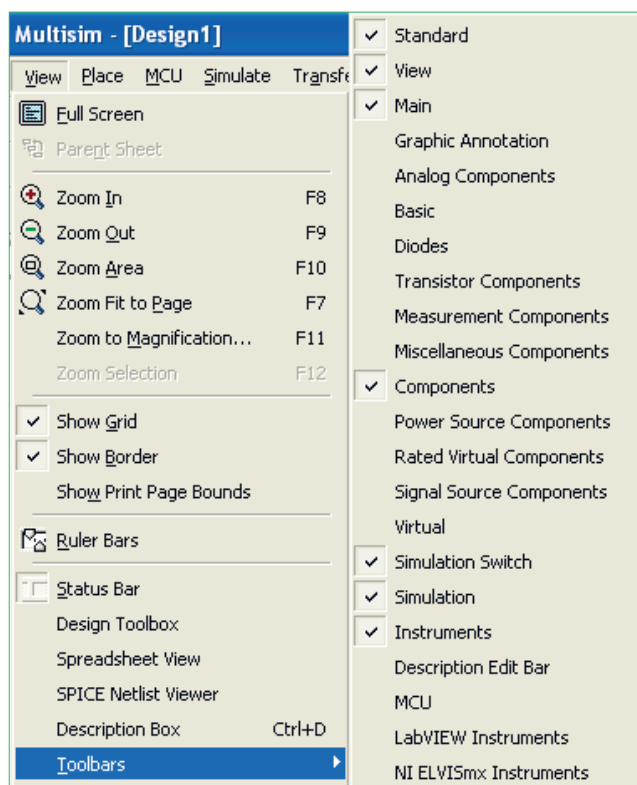 Multisim - [Design1]
View Place MCU Simulate Transfe
Full Screen
Parent Sheet
Zoom In F8
Zoom Out F9
Zoom Area F10
Zoom Fit to Page F7
Zoom to Magnification... F11
Zoom Selection F12
Show Grid
Show Border
Show Print Page Bounds
Ruler Bars
Status Bar
Design Toolbox
Spreadsheet View
SPICE Netlist Viewer
Description Box Ctrl+D
Toolbars
Standard
View
Main
Graphic Annotation
Analog Components
Basic
Diodes
Transistor Components
Measurement Components
Miscellaneous Components
Components
Power Source Components
Rated Virtual Components
Signal Source Components
Virtual
Simulation Switch
Simulation
Instruments
Description Edit Bar
MCU
LabVIEW Instruments
NI ELVISmx Instruments